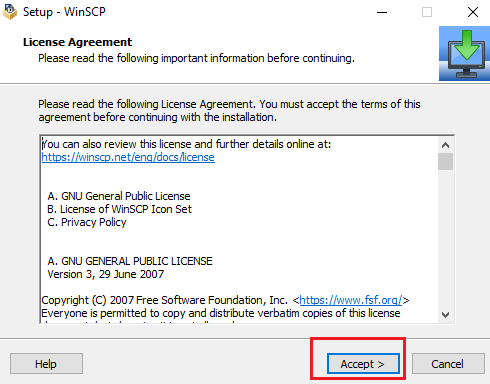 Setup - WinSCP
License Agreement
Please read the following important information before continuing.
Please read the following License Agreement. You must accept the terms of this
agreement before continuing with the installation.
You can also review this license and further details online at:
https://winscp.net/eng/docs/license
A. GNU General Public License
B. License of WinSCP Icon Set
C. Privacy Policy
A. GNU GENERAL PUBLIC LICENSE
Version 3, 29 June 2007
Copyright (C) 2007 Free Software Foundation, Inc. <https://www.fsf.org/>
Everyone is permitted to copy and distribute verbatim copies of this license
Help
Accept >
Cancel